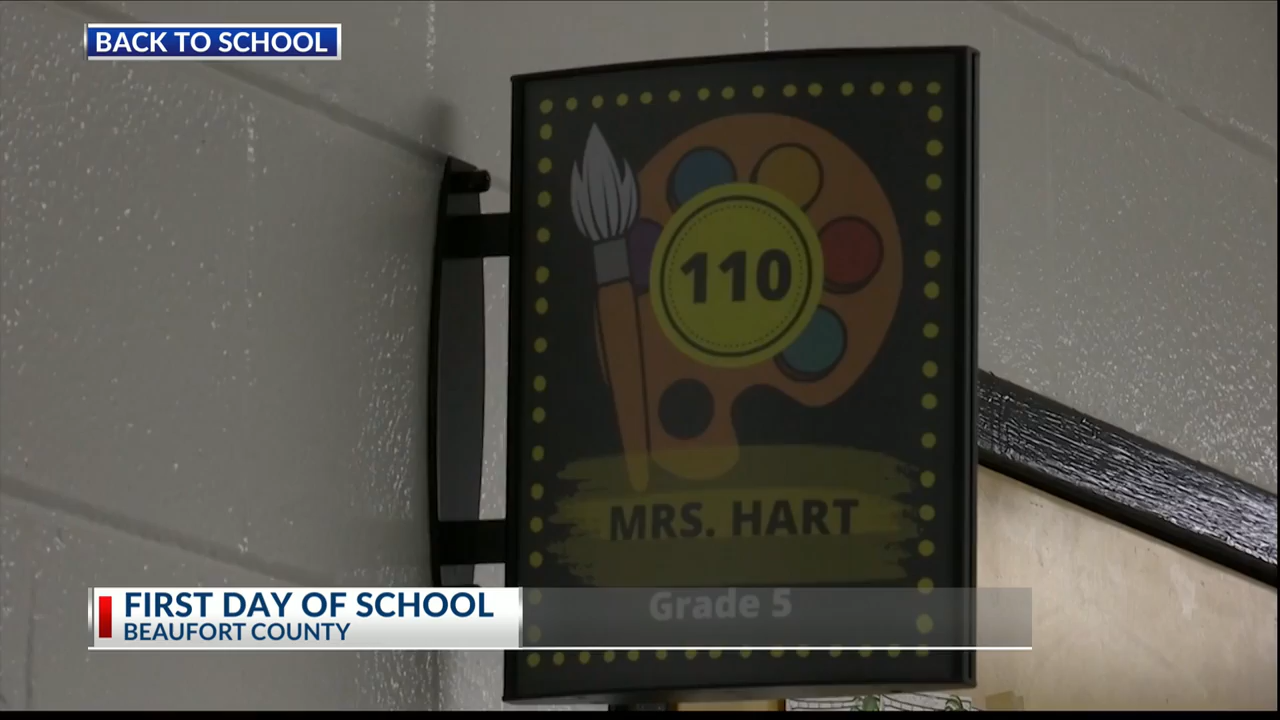 BACK TO SCHOOL
110
MRS. HART
Grade 5
FIRST DAY OF SCHOOL
BEAUFORT COUNTY